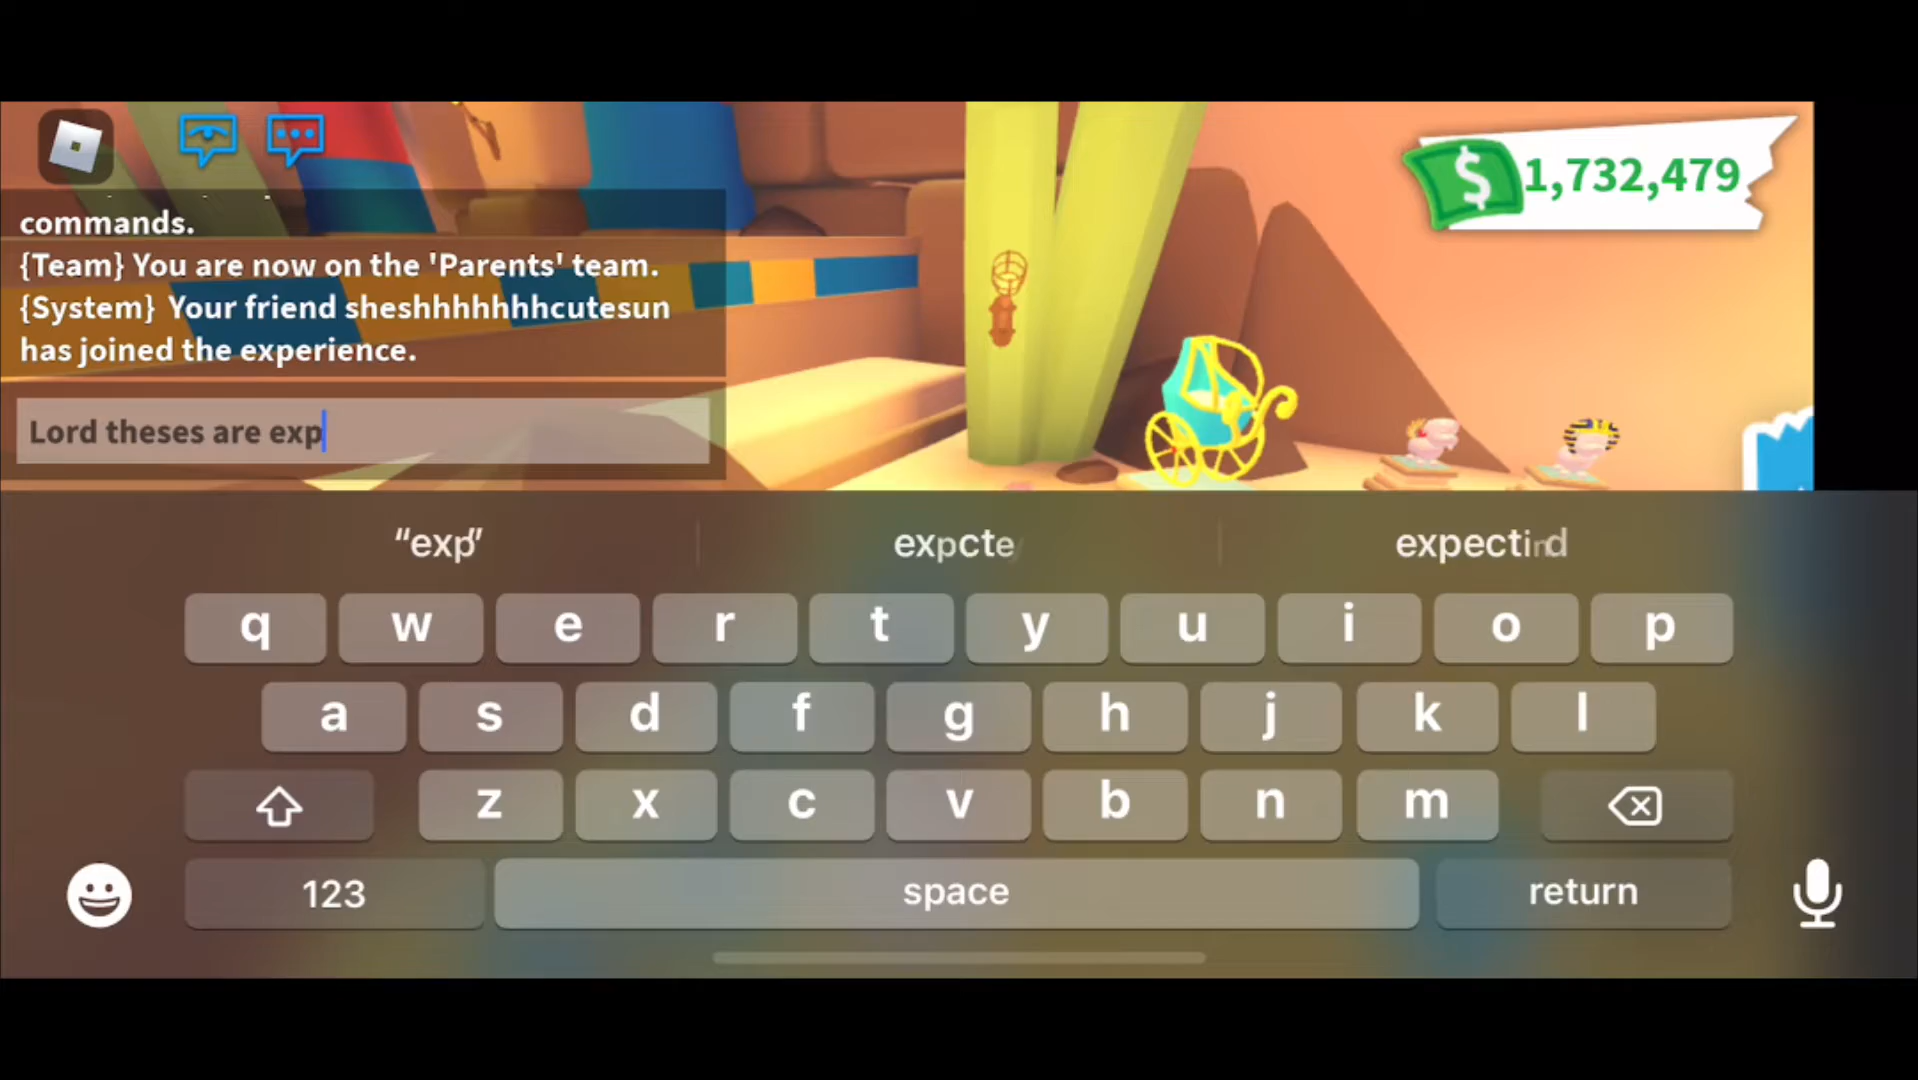 1,732,479
commands.
{Team} You are now on the 'Parents' team.
{System} Your friend sheshhhhhhhcutesun
has joined the experience.
Lord theses are exp
“exp”
q w e r t y u i o p
a s d f g h j k l
z x c v b n m
123 space return